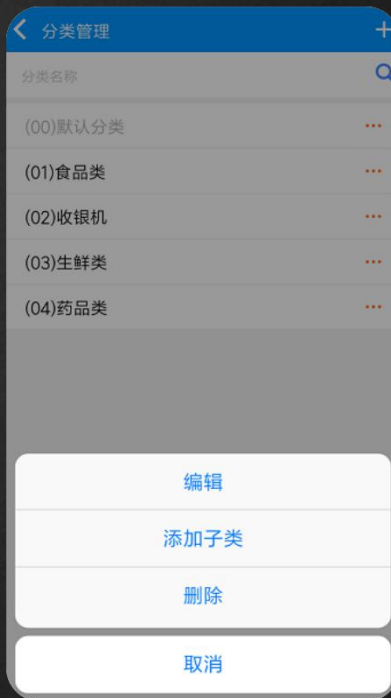 分类管理
分类名称
(00)默认分类
(01)食品类
(02)收银机
(03)生鲜类
(04)药品类
编辑
添加子类
删除
取消